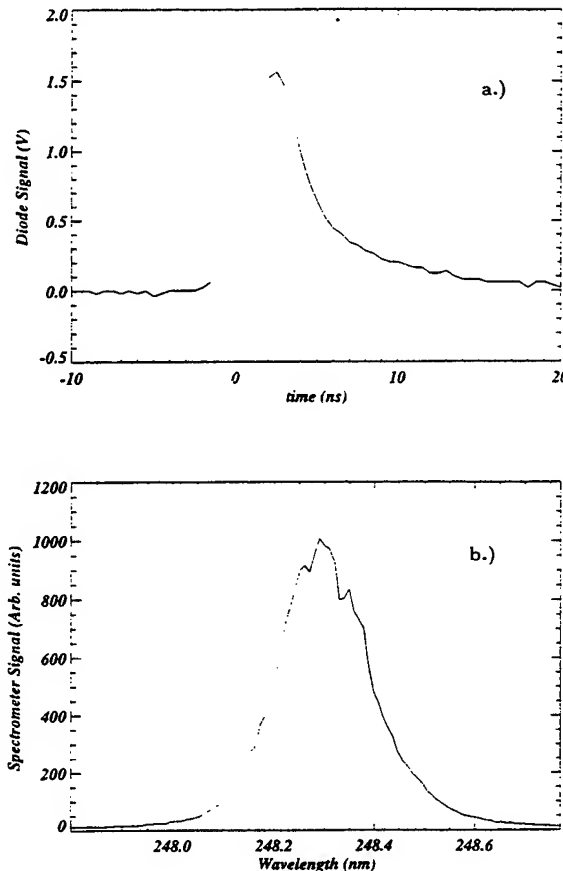 2.0
1.5
1.0
0.5
0.0
-0.5
Diode Signal (V)
a.)
-10 0 10 20
time (ns)
1200
1000
800
600
400
200
0
Spectrometer Signal (Arb. units)
b.)
248.0 248.2 248.4 248.6
Wavelength (nm)